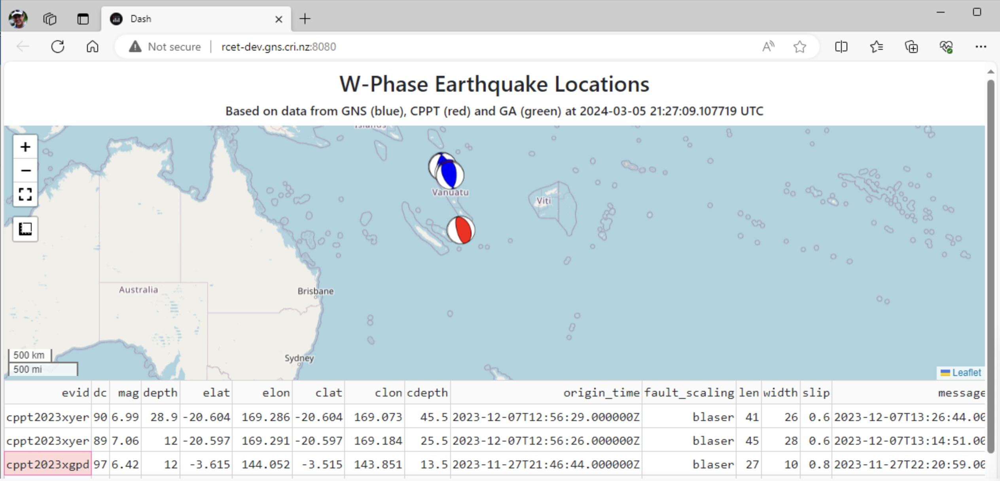 Dash
Not secure rcet-dev.gns.cri.nz:8080
W-Phase Earthquake Locations
Based on data from GNS (blue), CPPT (red) and GA (green) at 2024-03-05 21:27:09.107719 UTC
Islands
Vanuatu
Viti
Australia
Brisbane
Sydney
500 km
500 mi
Leaflet
evid dc mag depth elat elon clat clon cdepth origin_time fault_scaling len width slip message
cppt2023xyer 90 6.99 28.9 -20.604 169.286 -20.604 169.073 45.5 2023-12-07T12:56:29.000000Z blaser 41 26 0.6 2023-12-07T13:26:44.00
cppt2023xyer 89 7.06 12 -20.597 169.291 -20.597 169.184 25.5 2023-12-07T12:56:26.000000Z blaser 45 28 0.6 2023-12-07T13:14:51.00
cppt2023xgpd 97 6.42 12 -3.615 144.052 -3.515 143.851 13.5 2023-11-27T21:46:44.000000Z blaser 27 10 0.8 2023-11-27T22:20:59.00